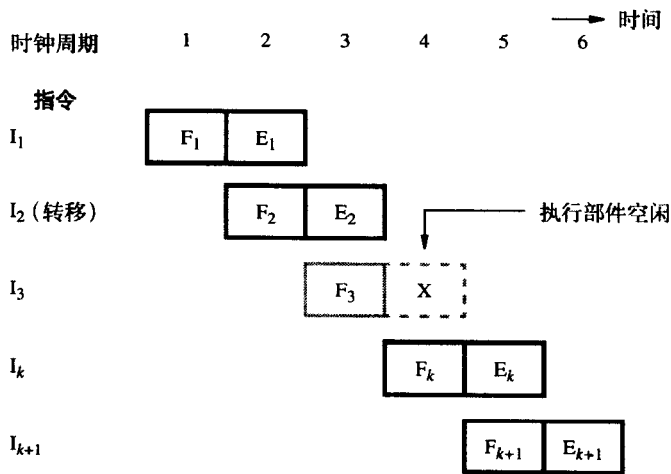 时间
时钟周期 1 2 3 4 5 6
指令
I₁ F₁ E₁
I₂（转移） F₂ E₂ 执行部件空闲
I₃ F₃ X
Iₖ Fₖ Eₖ
Iₖ₊₁ Fₖ₊₁ Eₖ₊₁